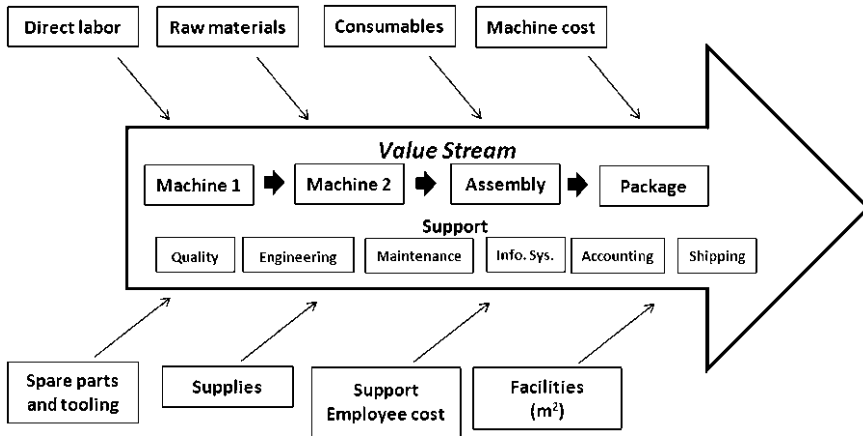 Direct labor
Raw materials
Consumables
Machine cost
Value Stream
Machine 1
Machine 2
Assembly
Package
Support
Quality
Engineering
Maintenance
Info. Sys.
Accounting
Shipping
Spare parts
and tooling
Supplies
Support
Employee cost
Facilities
(m²)